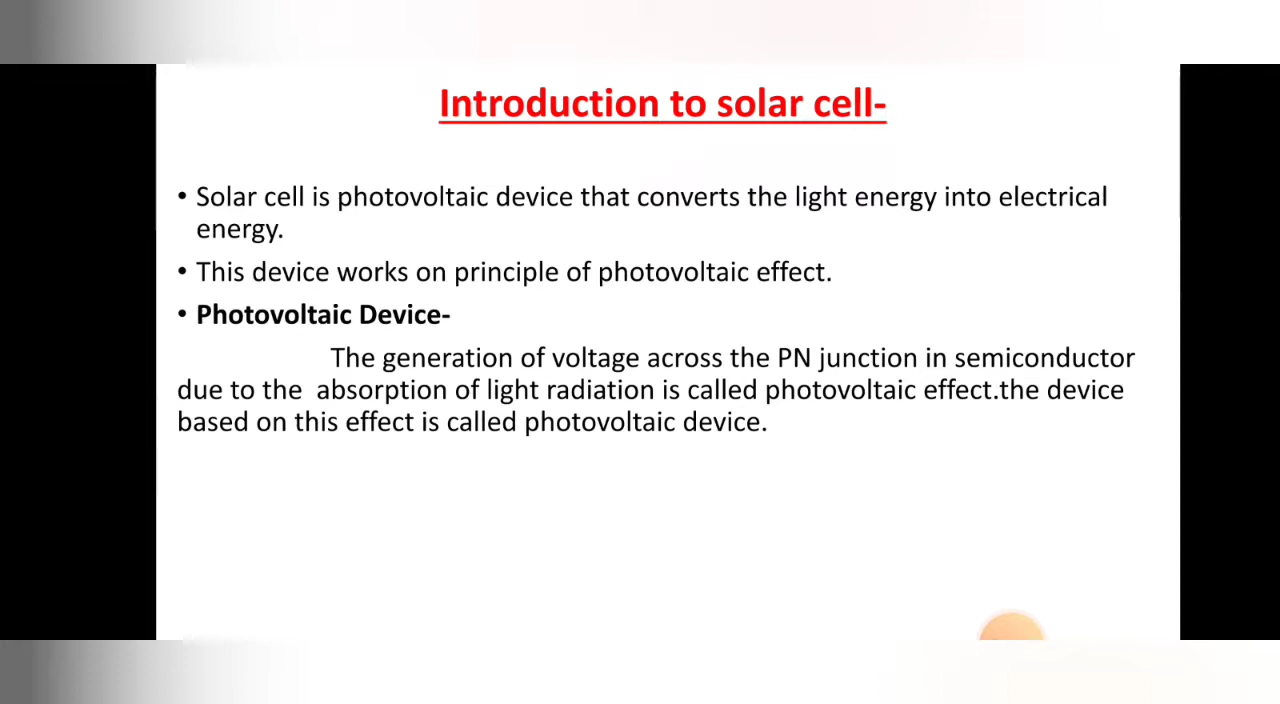 Introduction to solar cell-
• Solar cell is photovoltaic device that converts the light energy into electrical
energy.
• This device works on principle of photovoltaic effect.
• Photovoltaic Device-
The generation of voltage across the PN junction in semiconductor
due to the  absorption of light radiation is called photovoltaic effect.the device
based on this effect is called photovoltaic device.